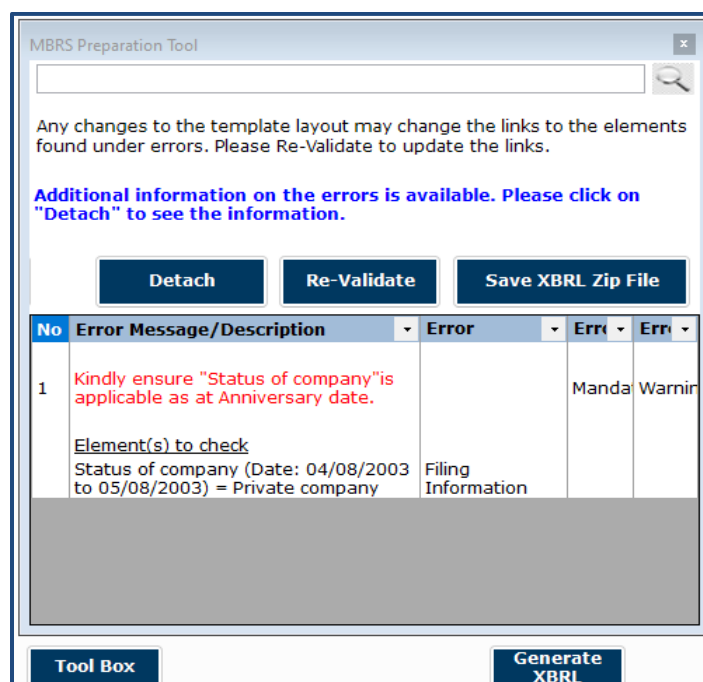 MBRS Preparation Tool
x
Any changes to the template layout may change the links to the elements
found under errors. Please Re-Validate to update the links.
Additional information on the errors is available. Please click on
"Detach" to see the information.
Detach
Re-Validate
Save XBRL Zip File
No Error Message/Description Error Erro Erro
1
Kindly ensure "Status of company"is
applicable as at Anniversary date.
Mandat Warnin
Element(s) to check
Status of company (Date: 04/08/2003
to 05/08/2003) = Private company
Filing
Information
Tool Box
Generate
XBRL